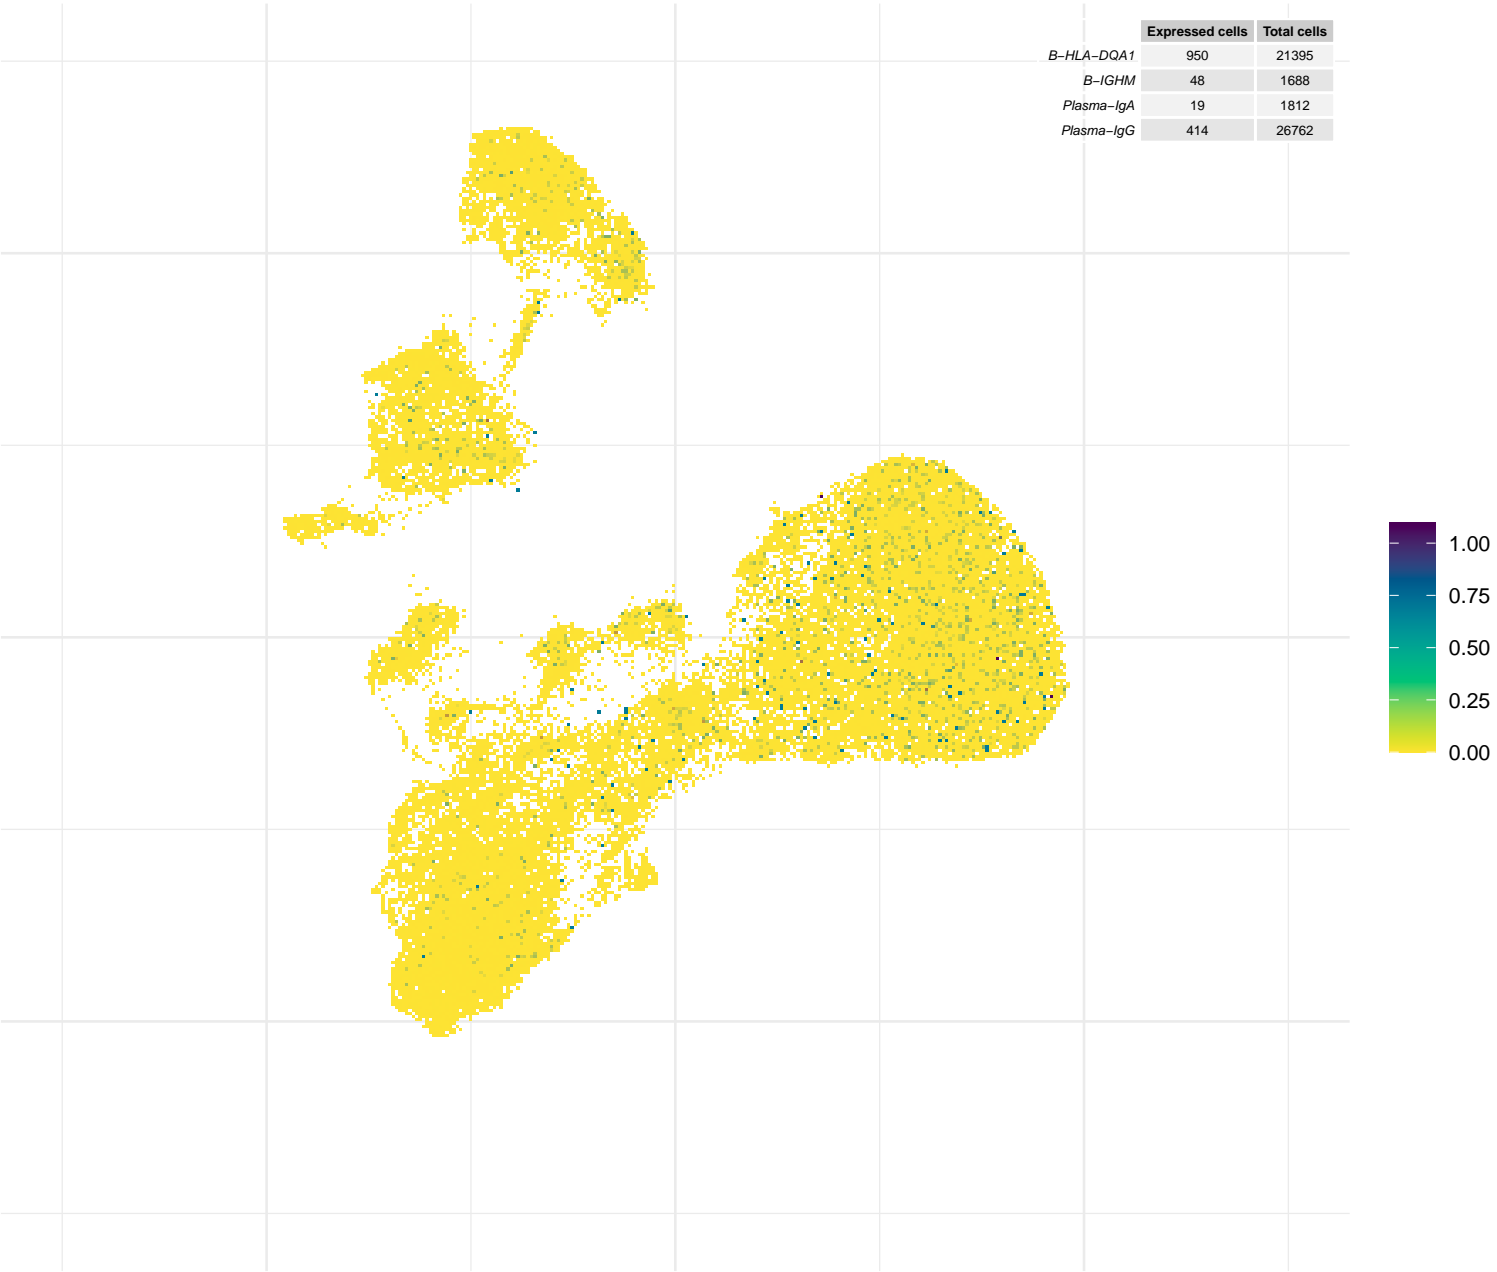 Expressed cells Total cells
B−HLA−DQA1 950 21395
B−IGHM 48 1688
Plasma−IgA 19 1812
Plasma−IgG 414 26762
1.00
0.75
0.50
0.25
0.00